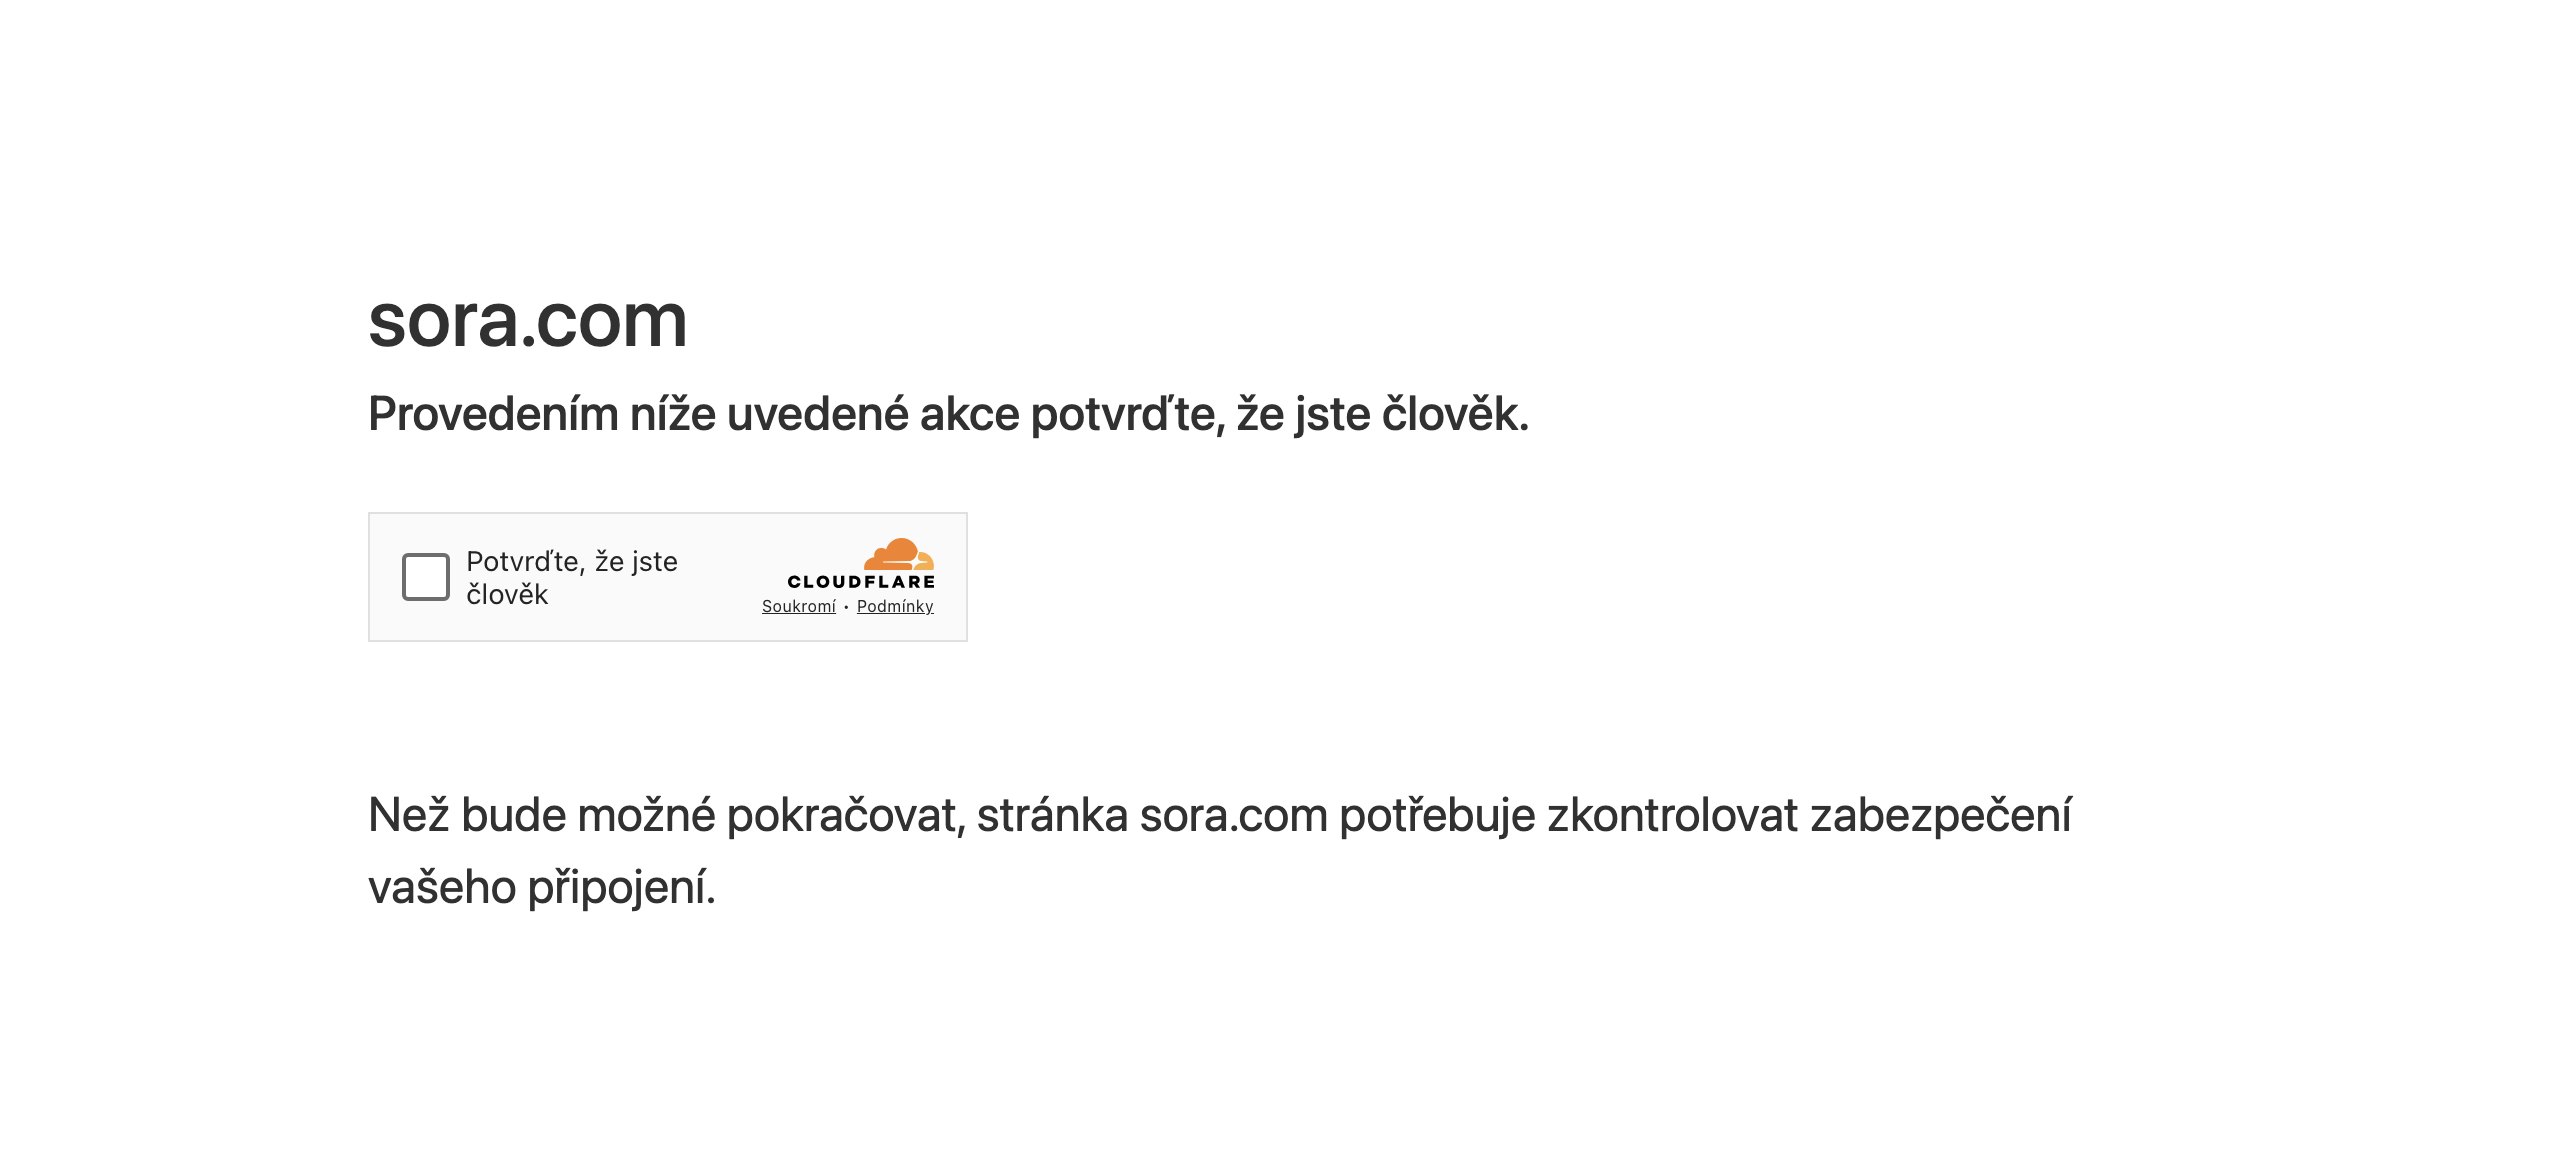 sora.com
Provedením níže uvedené akce potvrďte, že jste člověk.
Potvrďte, že jste
člověk
CLOUDFLARE
Soukromí • Podmínky
Než bude možné pokračovat, stránka sora.com potřebuje zkontrolovat zabezpečení
vašeho připojení.